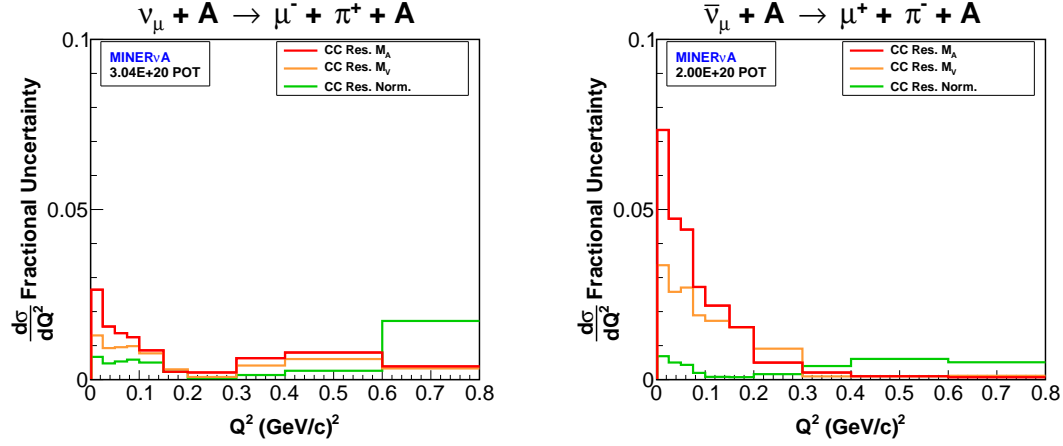 νμ + A → μ- + π+ + A
0.1
MINERνA
3.04E+20 POT
CC Res. MA
CC Res. MV
CC Res. Norm.
0.05
0
dσ/dQ2 Fractional Uncertainty
0 0.1 0.2 0.3 0.4 0.5 0.6 0.7 0.8
Q2 (GeV/c)2
ν̄μ + A → μ+ + π- + A
0.1
MINERνA
2.00E+20 POT
CC Res. MA
CC Res. MV
CC Res. Norm.
0.05
0
dσ/dQ2 Fractional Uncertainty
0 0.1 0.2 0.3 0.4 0.5 0.6 0.7 0.8
Q2 (GeV/c)2